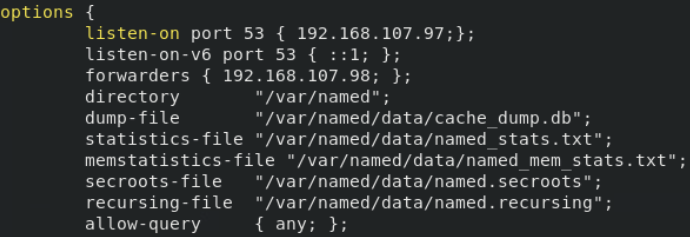 options {
        listen-on port 53 { 192.168.107.97;};
        listen-on-v6 port 53 { ::1; };
        forwarders { 192.168.107.98; };
        directory       "/var/named";
        dump-file       "/var/named/data/cache_dump.db";
        statistics-file "/var/named/data/named_stats.txt";
        memstatistics-file "/var/named/data/named_mem_stats.txt";
        secroots-file   "/var/named/data/named.secroots";
        recursing-file  "/var/named/data/named.recursing";
        allow-query     { any; };